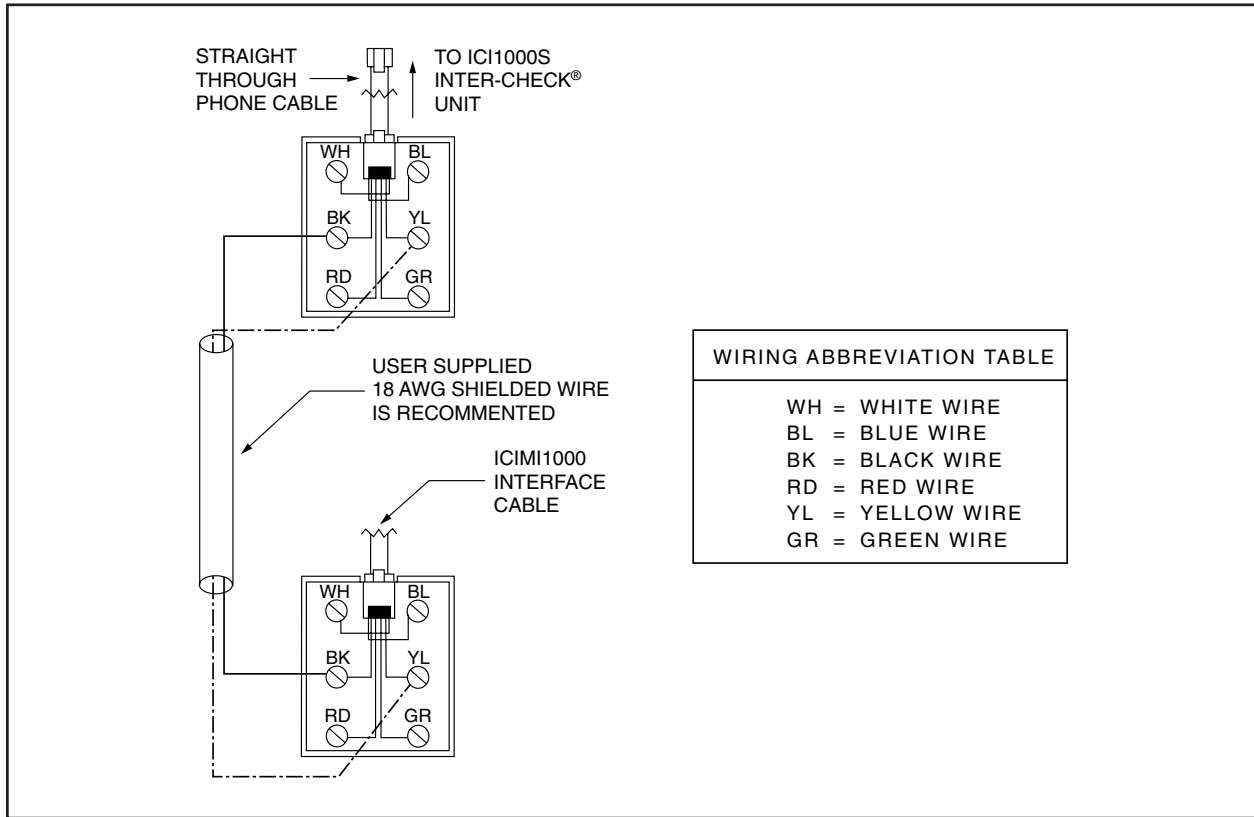 STRAIGHT
THROUGH
PHONE CABLE
TO ICI1000S
INTER-CHECK®
UNIT
WH
BL
BK
YL
RD
GR
USER SUPPLIED
18 AWG SHIELDED WIRE
IS RECOMMENTED
ICIMI1000
INTERFACE
CABLE
WH
BL
BK
YL
RD
GR
WIRING ABBREVIATION TABLE
WH = WHITE WIRE
BL = BLUE WIRE
BK = BLACK WIRE
RD = RED WIRE
YL = YELLOW WIRE
GR = GREEN WIRE